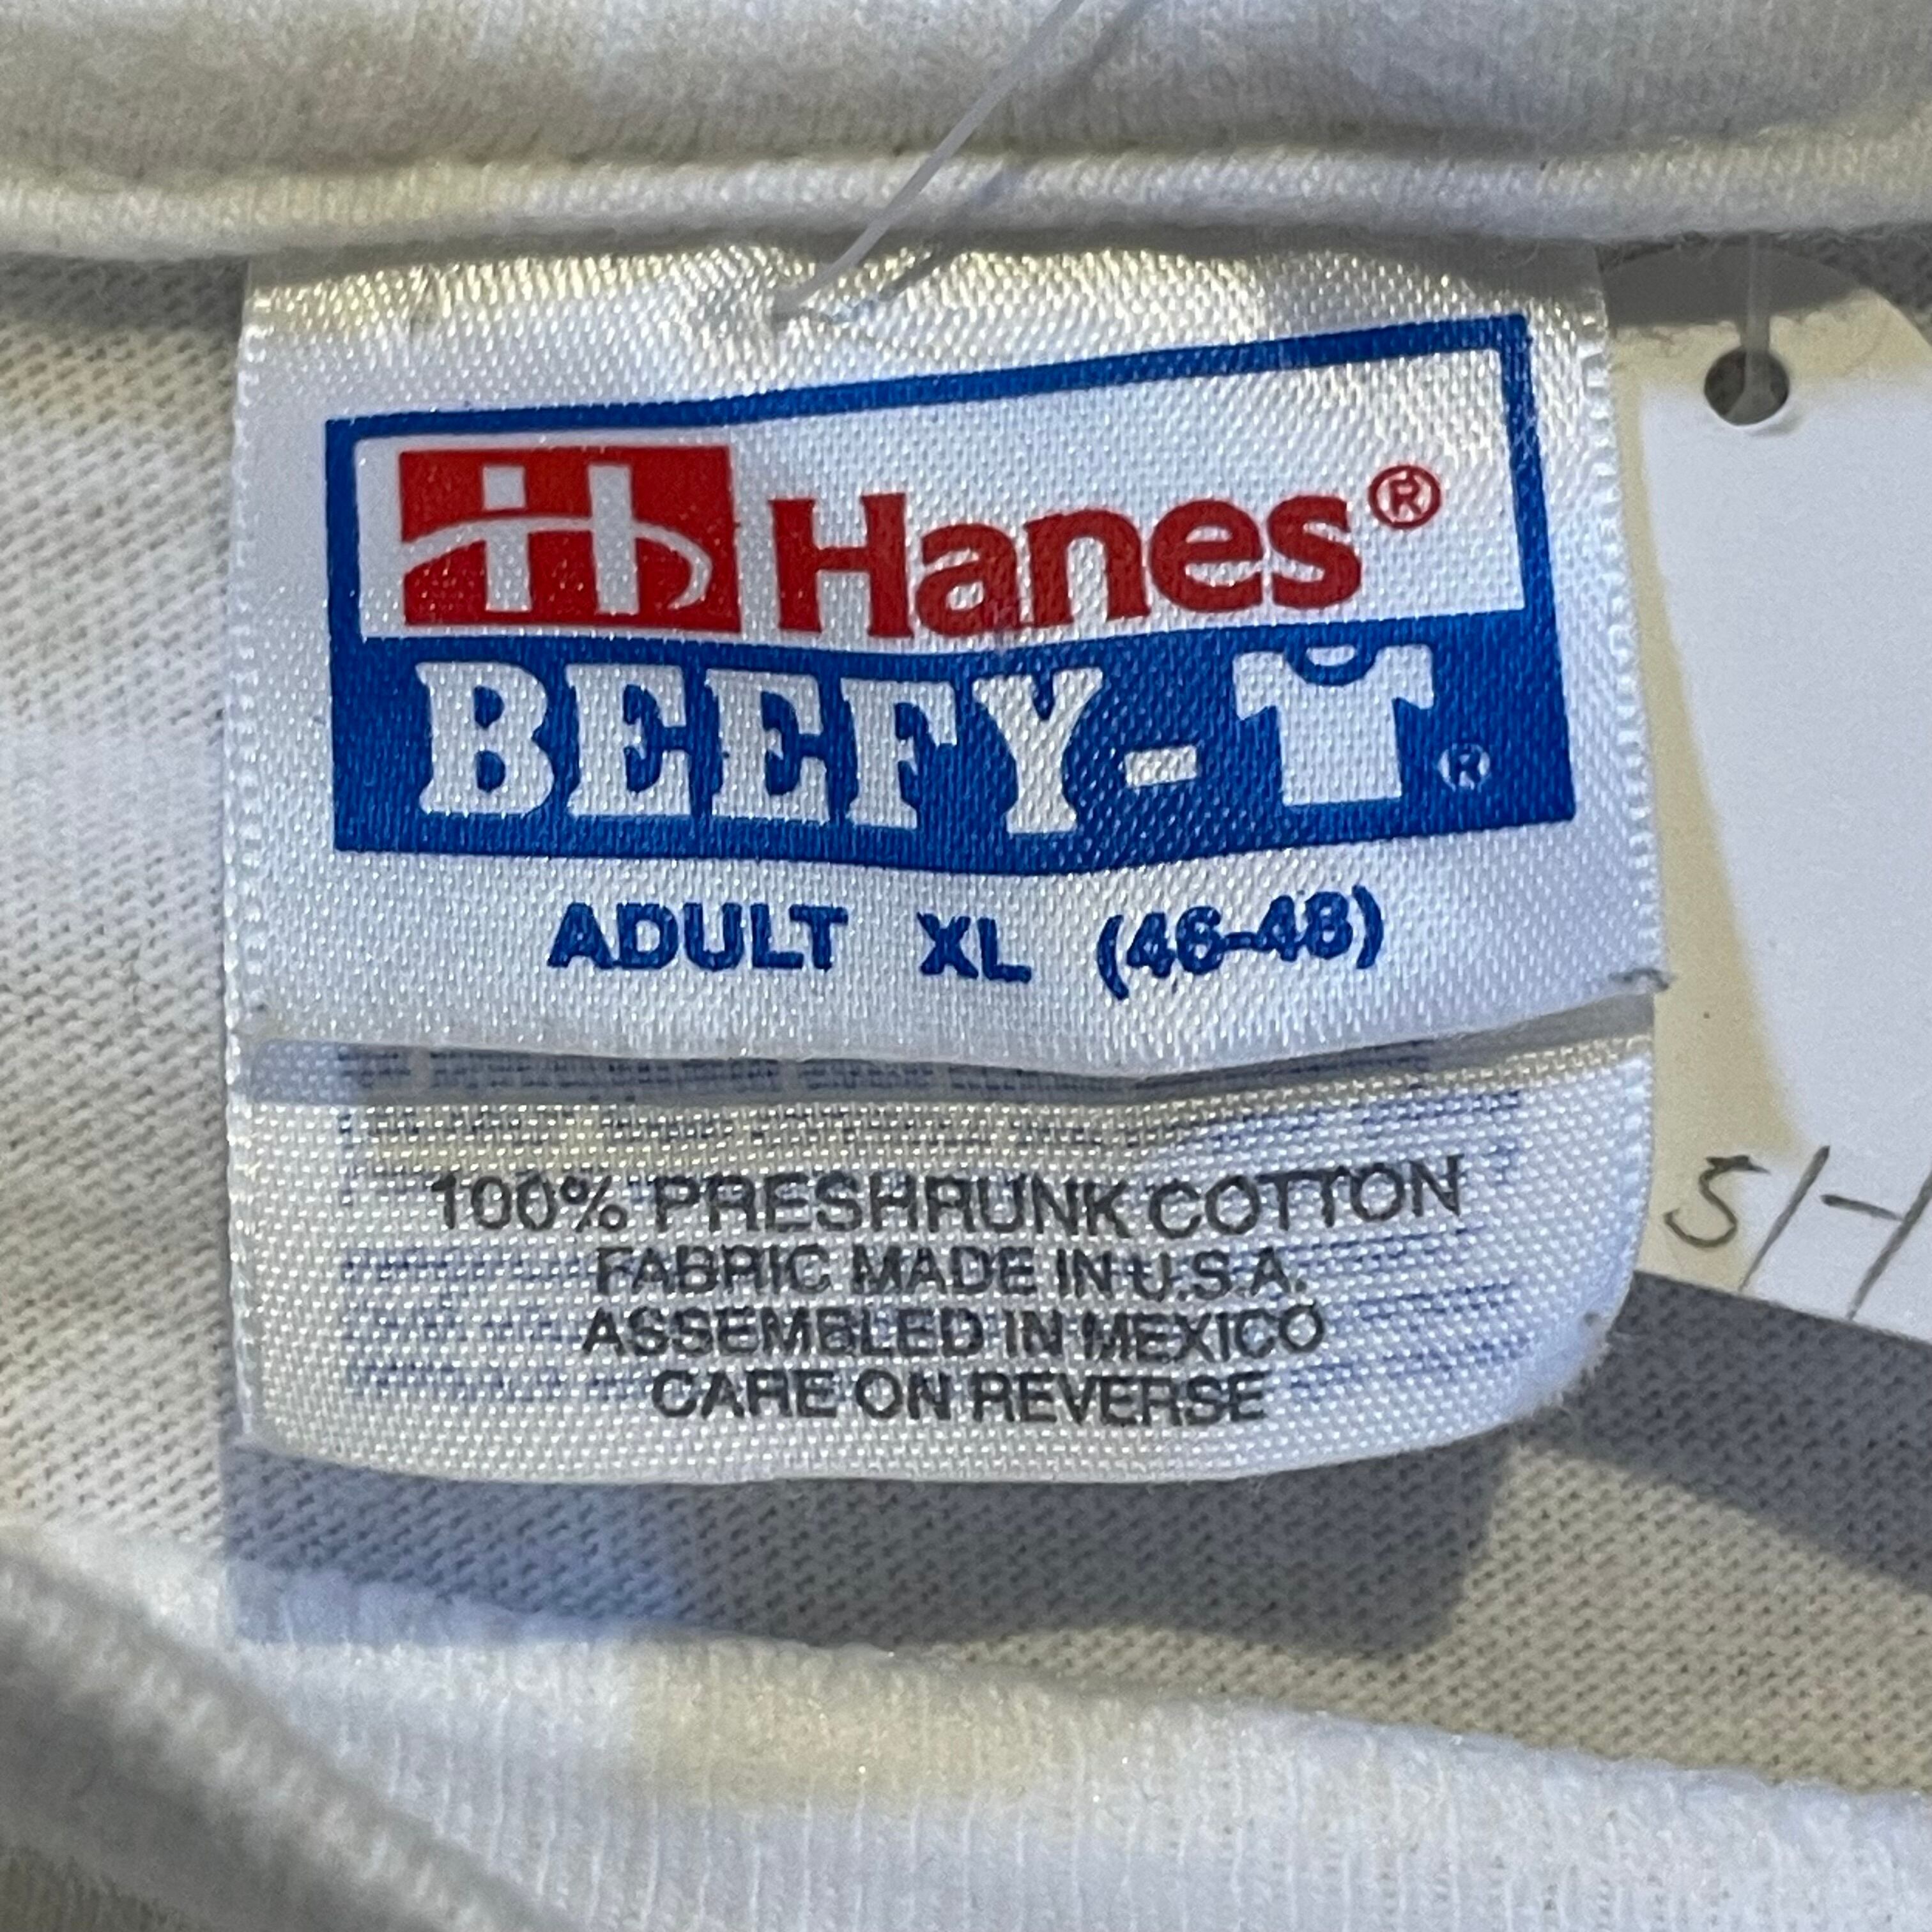 Hanes®
BEEFY-T®
ADULT XL (46-48)
100% PRESHRUNK COTTON
FABRIC MADE IN U.S.A.
ASSEMBLED IN MEXICO
CARE ON REVERSE